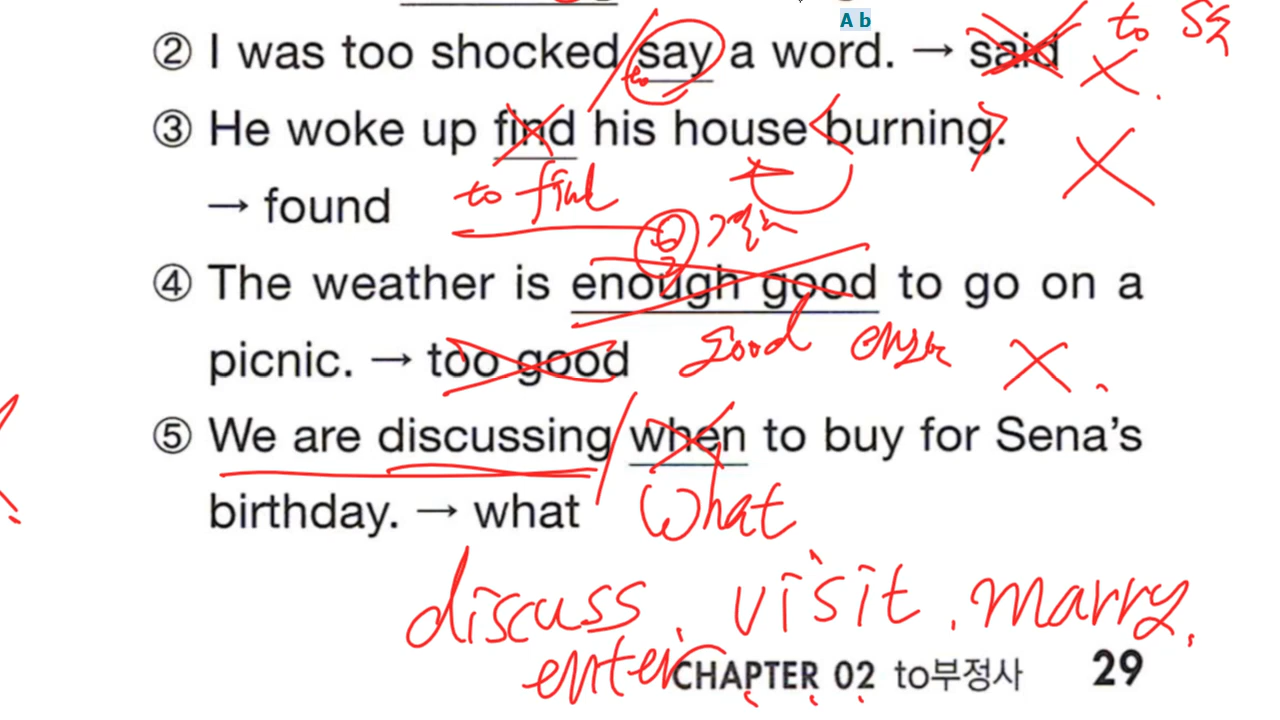 A b
② I was too shocked say a word. → said to
to
③ He woke up find his house burning.
→ found to find
④ The weather is enough good to go on a
picnic. → too good good
⑤ We are discussing when to buy for Sena's
birthday. → what what
discuss, visit, marry,
enter
CHAPTER 02 to부정사 29